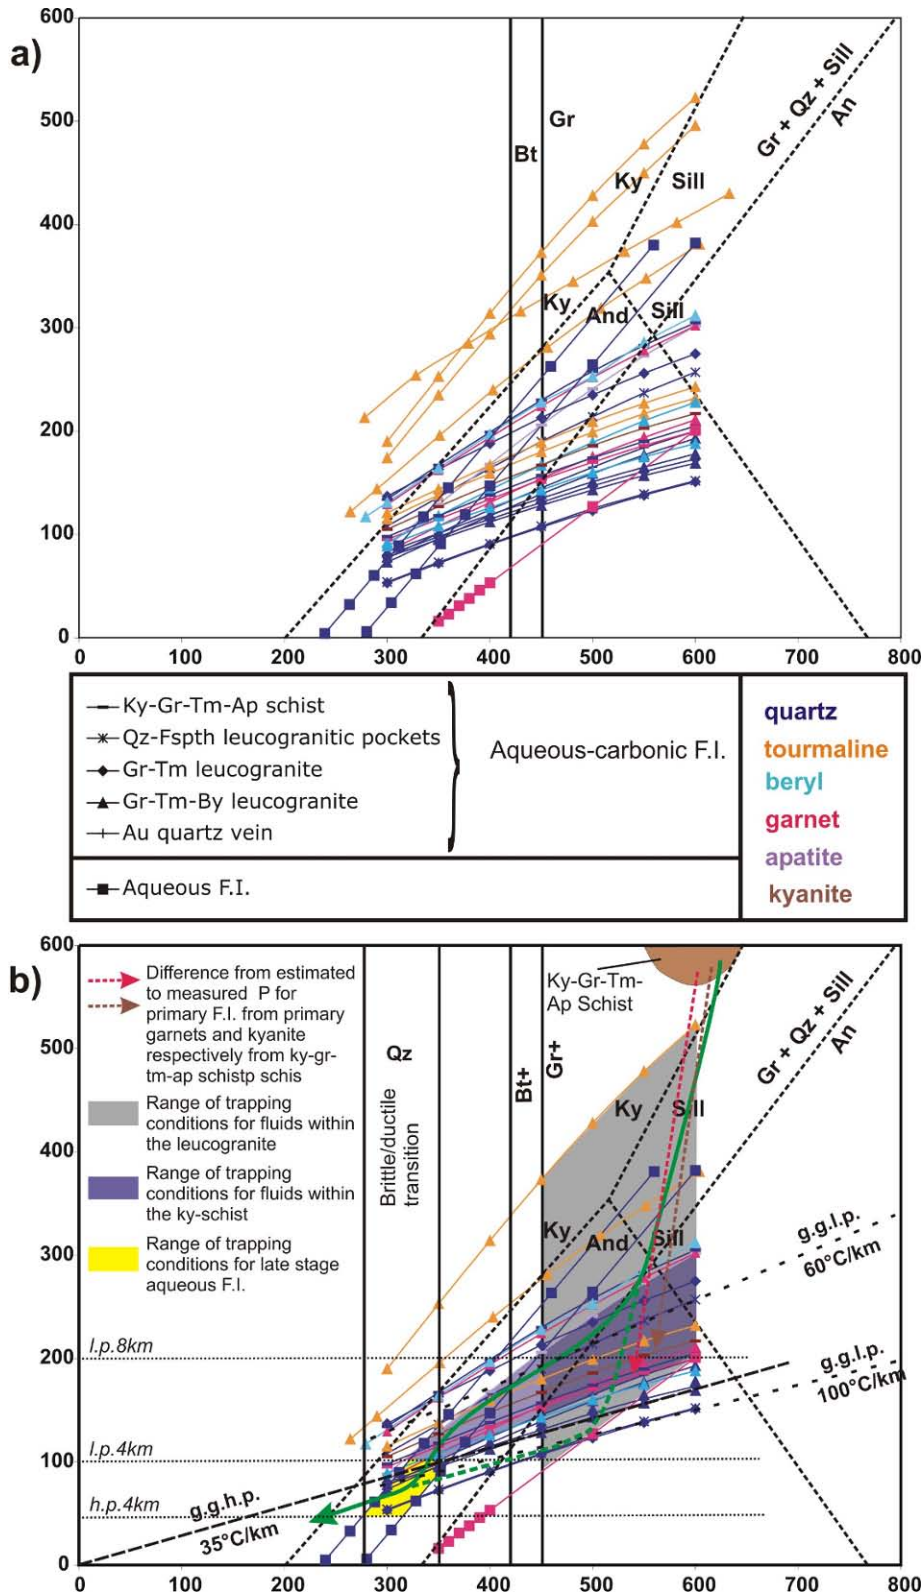 a)
600
500
400
300
200
100
0
0 100 200 300 400 500 600 700 800
Bt
Gr
Ky
Sill
Ky
And
Sill
Gr + Qz + Sill
An
Ky-Gr-Tm-Ap schist
Qz-Fspth leucogranitic pockets
Gr-Tm leucogranite
Gr-Tm-By leucogranite
Au quartz vein
Aqueous-carbonic F.I.
Aqueous F.I.
quartz
tourmaline
beryl
garnet
apatite
kyanite
b)
600
500
400
300
200
100
0
0 100 200 300 400 500 600 700 800
Difference from estimated
to measured P for
primary F.I. from primary
garnets and kyanite
respectively from ky-gr-
tm-ap schistp schis
Range of trapping
conditions for fluids within
the leucogranite
Range of trapping
conditions for fluids within
the ky-schist
Range of trapping
conditions for late stage
aqueous F.I.
Qz
Brittle/ductile
transition
Bt+
Gr+
Ky-Gr-Tm-
Ap Schist
Ky
Sill
Ky
And
Sill
Gr + Qz + Sill
An
g.g.l.p.
60°C/km
g.g.l.p.
100°C/km
l.p.8km
l.p.4km
h.p.4km
g.g.h.p.
35°C/km